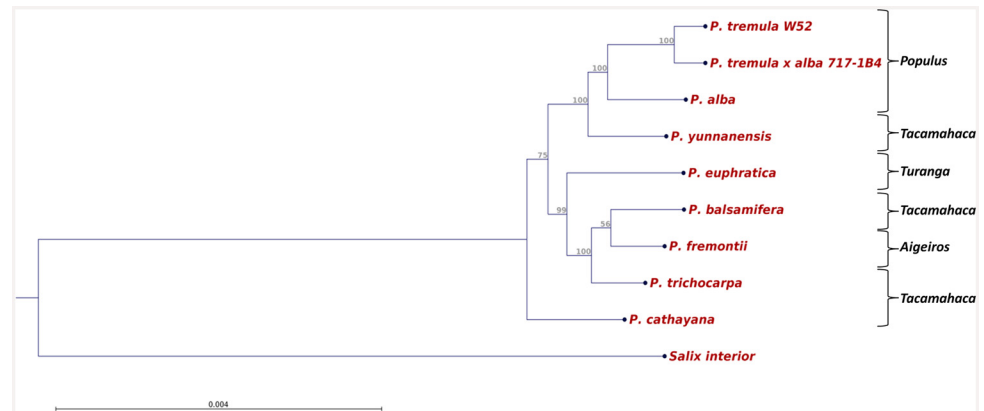 P. tremula W52
100
P. tremula x alba 717-1B4
Populus
100
P. alba
100
P. yunnanensis
Tacamahaca
75
P. euphratica
Turanga
99
P. balsamifera
Tacamahaca
56
P. fremontii
Aigeiros
100
P. trichocarpa
Tacamahaca
P. cathayana
Salix interior
0.004